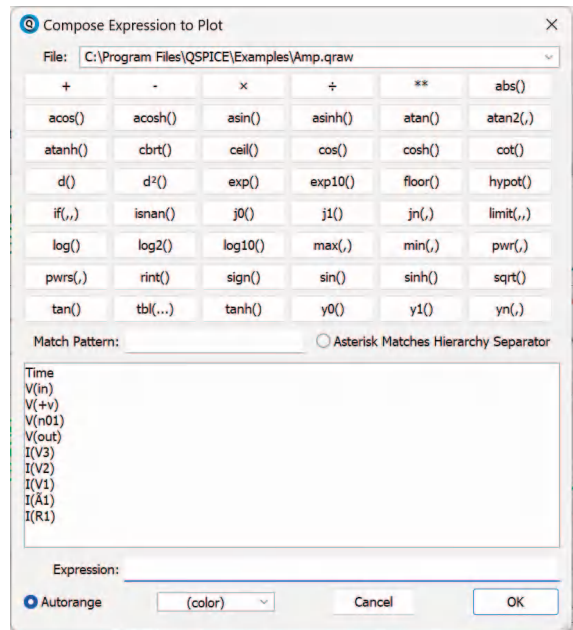 Q Compose Expression to Plot ×
File: C:\Program Files\QSPICE\Examples\Amp.qraw
+ - × ÷ ** abs()
acos() acosh() asin() asinh() atan() atan2(,)
atanh() cbrt() ceil() cos() cosh() cot()
d() d²() exp() exp10() floor() hypot()
if(,,) isnan() j0() j1() jn(,) limit(,,)
log() log2() log10() max(,) min(,) pwr(,)
pwrs(,) rint() sign() sin() sinh() sqrt()
tan() tbl(...) tanh() y0() y1() yn(,)
Match Pattern: Asterisk Matches Hierarchy Separator
Time
V(in)
V(+v)
V(n01)
V(out)
I(V3)
I(V2)
I(V1)
I(Ã1)
I(R1)
Expression:
Autorange (color) Cancel OK